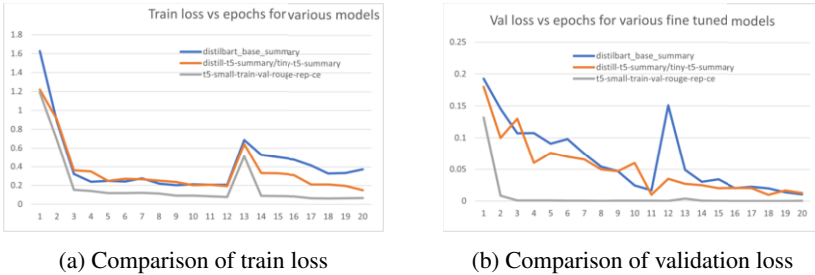 Train loss vs epochs for various models
1.8
1.6
1.4
1.2
1
0.8
0.6
0.4
0.2
0
distilbart_base_summary
distill-t5-summary/tiny-t5-summary
t5-small-train-val-rouge-rep-ce
1 2 3 4 5 6 7 8 9 10 11 12 13 14 15 16 17 18 19 20
(a) Comparison of train loss
Val loss vs epochs for various fine tuned models
0.25
0.2
0.15
0.1
0.05
0
distilbart_base_summary
distill-t5-summary/tiny-t5-summary
t5-small-train-val-rouge-rep-ce
1 2 3 4 5 6 7 8 9 10 11 12 13 14 15 16 17 18 19 20
(b) Comparison of validation loss